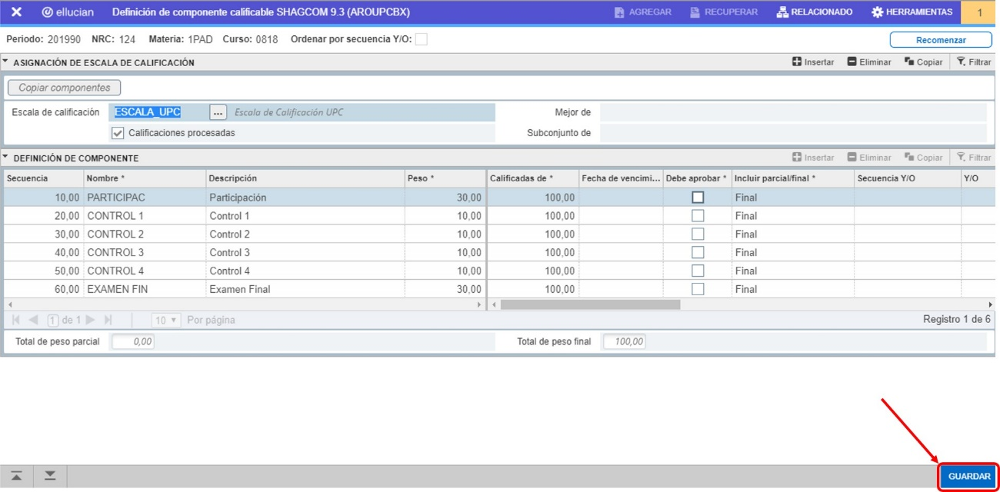 ellucian Definición de componente calificable SHAGCOM 9.3 (AROUPCBX) AGREGAR RECUPERAR RELACIONADO HERRAMIENTAS 1
Periodo: 201990 NRC: 124 Materia: 1PAD Curso: 0818 Ordenar por secuencia Y/O: Recomenzar
ASIGNACIÓN DE ESCALA DE CALIFICACIÓN Insertar Eliminar Copiar Filtrar
Copiar componentes
Escala de calificación ESCALA_UPC ... Escala de Calificación UPC Mejor de
Calificaciones procesadas Subconjunto de
DEFINICIÓN DE COMPONENTE Insertar Eliminar Copiar Filtrar
Secuencia Nombre * Descripción Peso * Calificadas de * Fecha de vencimi... Debe aprobar * Incluir parcial/final * Secuencia Y/O Y/O
10,00 PARTICIPAC Participación 30,00 100,00 Final
20,00 CONTROL 1 Control 1 10,00 100,00 Final
30,00 CONTROL 2 Control 2 10,00 100,00 Final
40,00 CONTROL 3 Control 3 10,00 100,00 Final
50,00 CONTROL 4 Control 4 10,00 100,00 Final
60,00 EXAMEN FIN Examen Final 30,00 100,00 Final
1 de 1 10 Por página Registro 1 de 6
Total de peso parcial 0,00 Total de peso final 100,00
GUARDAR